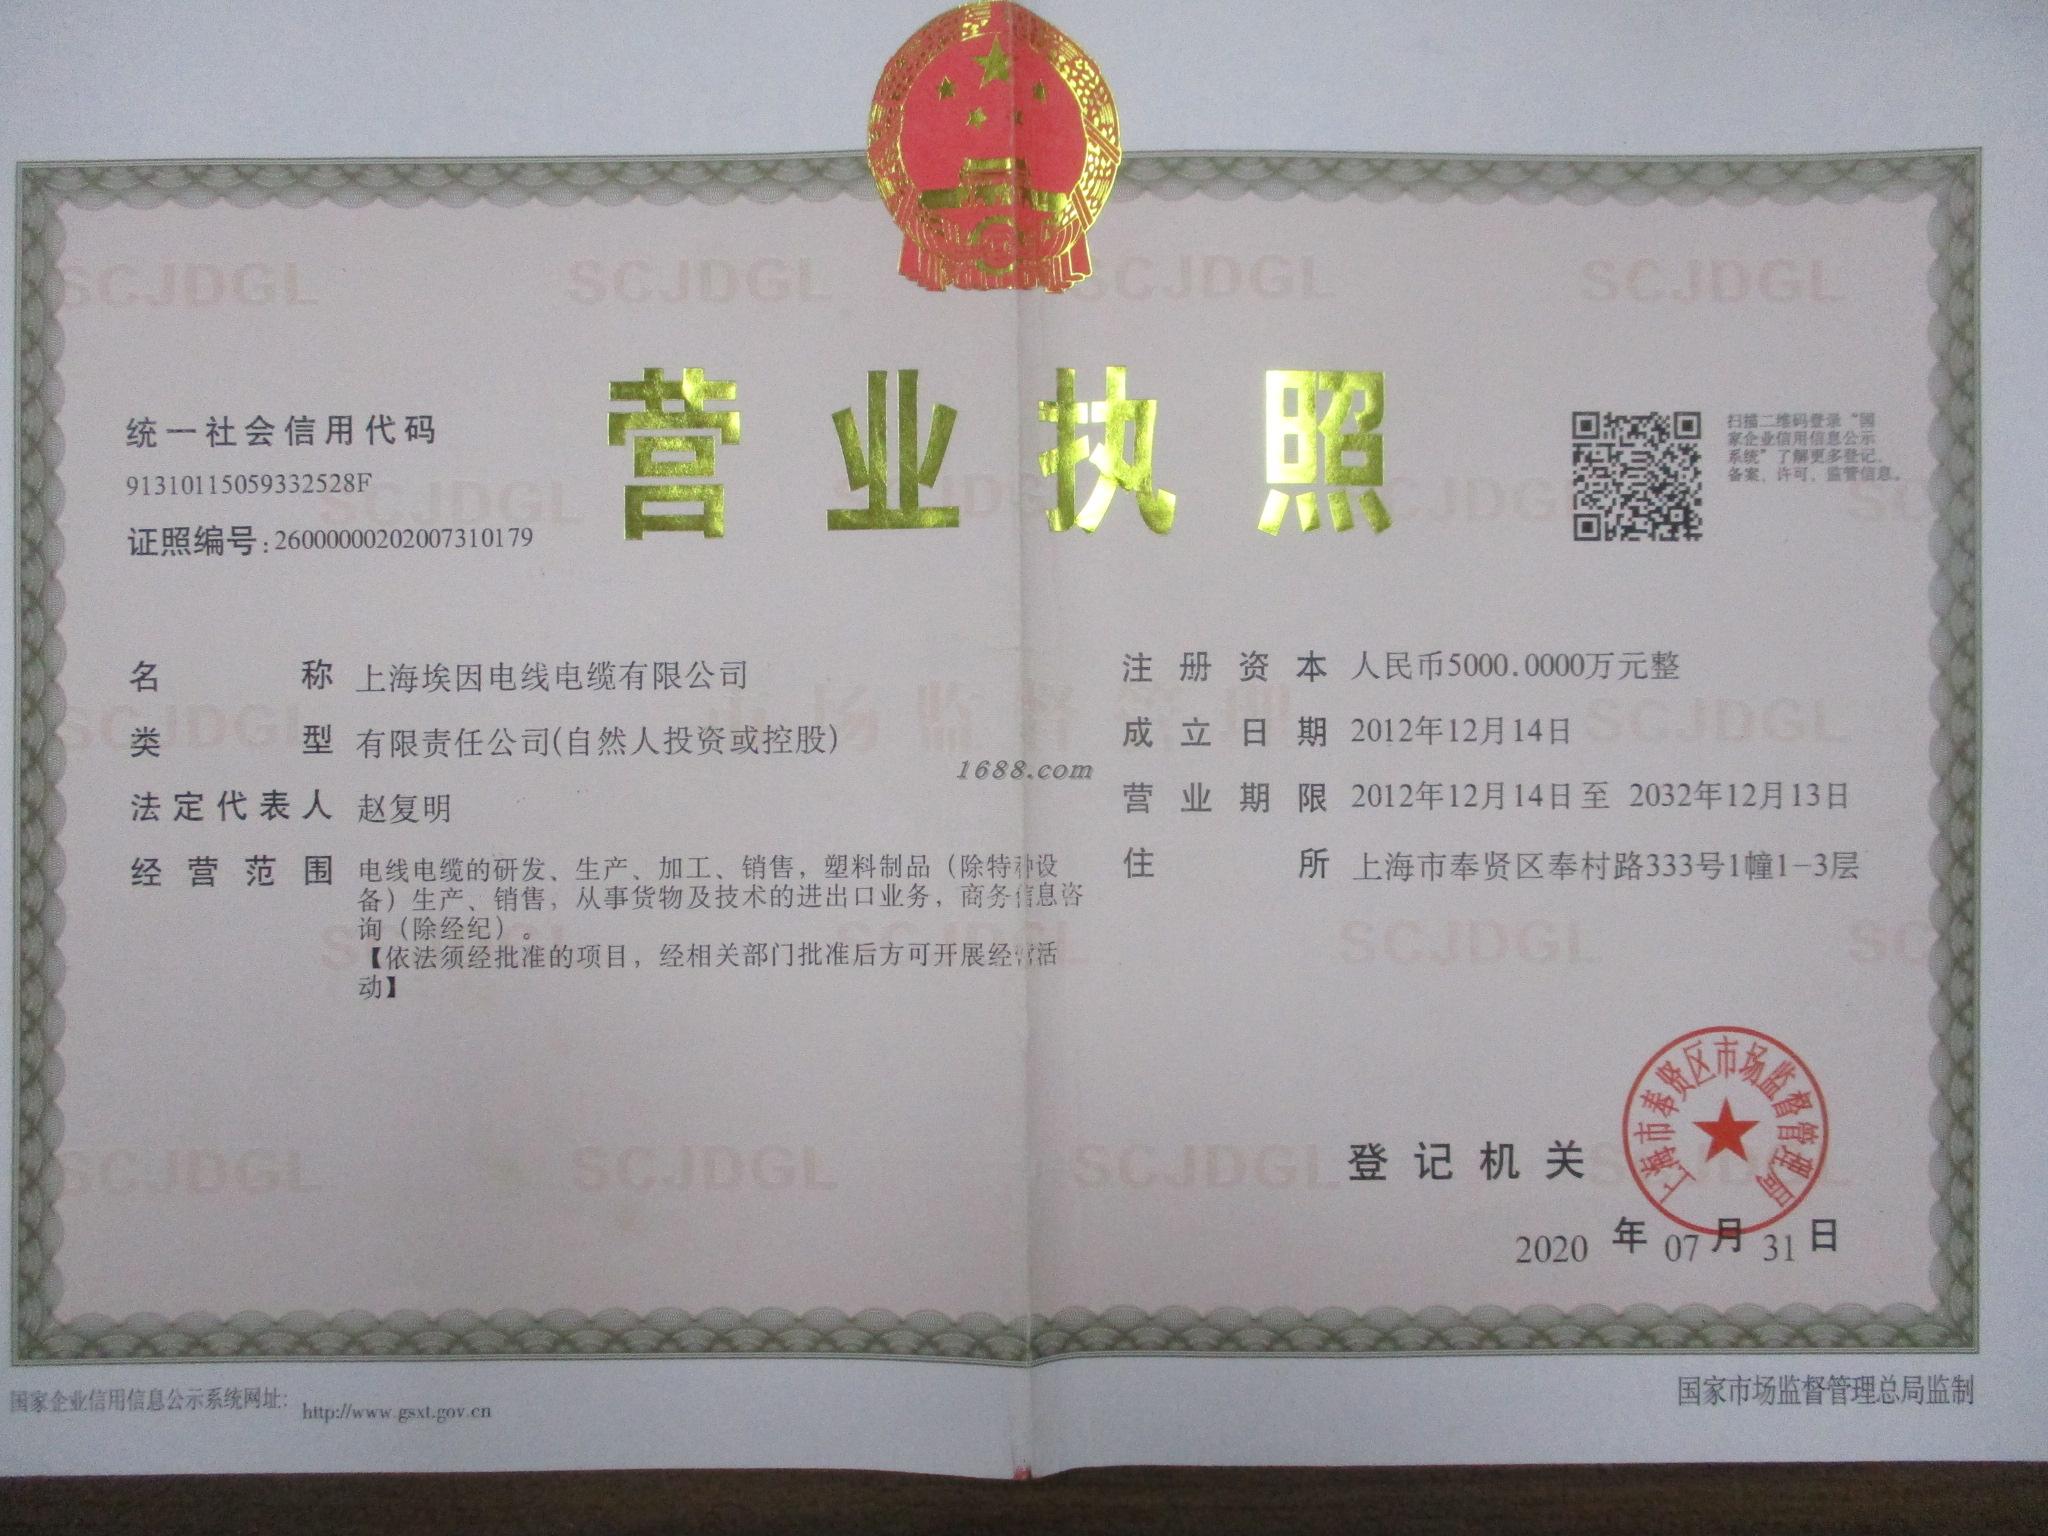 营业执照
统一社会信用代码
91310115059332528F
证照编号:26000000202007310179
扫描二维码登录“国
家企业信用信息公示
系统”了解更多登记、
备案、许可、监管信息。
名称 上海埃因电线电缆有限公司
类型 有限责任公司(自然人投资或控股)
法定代表人 赵复明
经营范围 电线电缆的研发、生产、加工、销售，塑料制品（除特种设
备）生产、销售，从事货物及技术的进出口业务，商务信息咨
询（除经纪）。
【依法须经批准的项目，经相关部门批准后方可开展经营活
动】
注册资本 人民币5000.0000万元整
成立日期 2012年12月14日
营业期限 2012年12月14日至 2032年12月13日
住所 上海市奉贤区奉村路333号1幢1-3层
1688.com
登记机关
上海市奉贤区市场监督管理局
2020年07月31日
国家企业信用信息公示系统网址: http://www.gsxt.gov.cn
国家市场监督管理总局监制
SCJDGL
市场监督管理